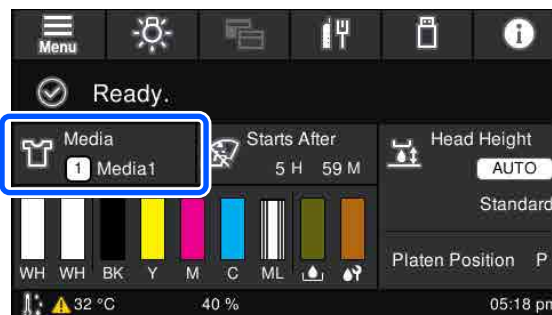 Menu
Ready.
Media
1 Media1
Starts After
5 H 59 M
Head Height
AUTO
Standard
Platen Position P
WH WH BK Y M C ML
32 °C 40 % 05:18 pm